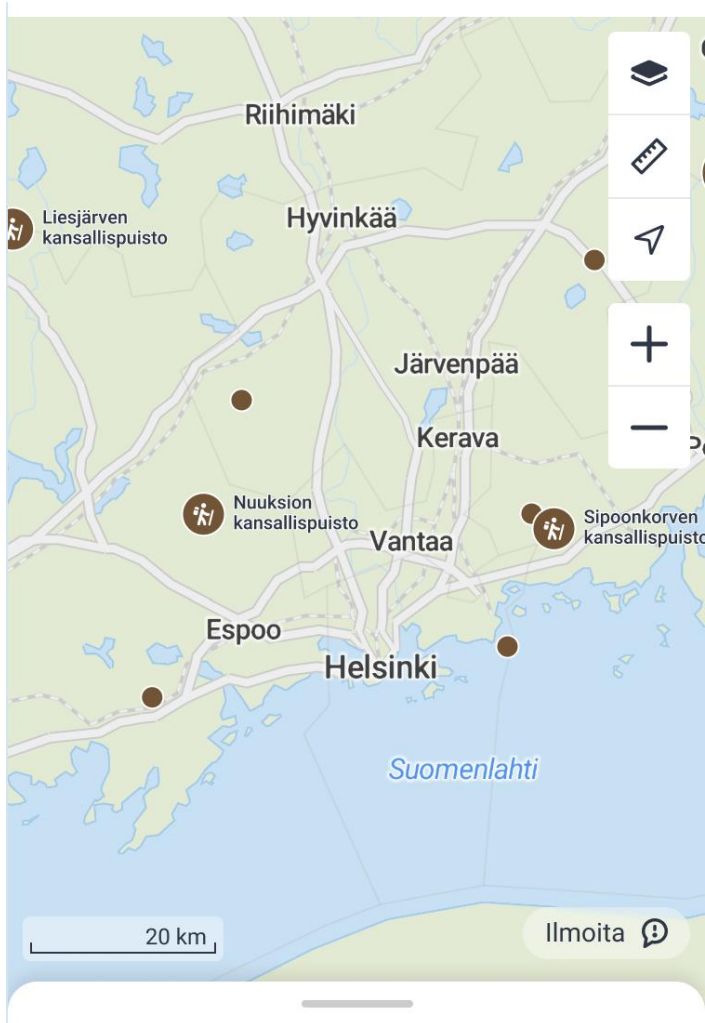 Riihimäki
Liesjärven
kansallispuisto
Hyvinkää
Järvenpää
Kerava
Nuuksion
kansallispuisto
Sipoonkorven
kansallispuisto
Vantaa
Espoo
Helsinki
Suomenlahti
20 km
Ilmoita